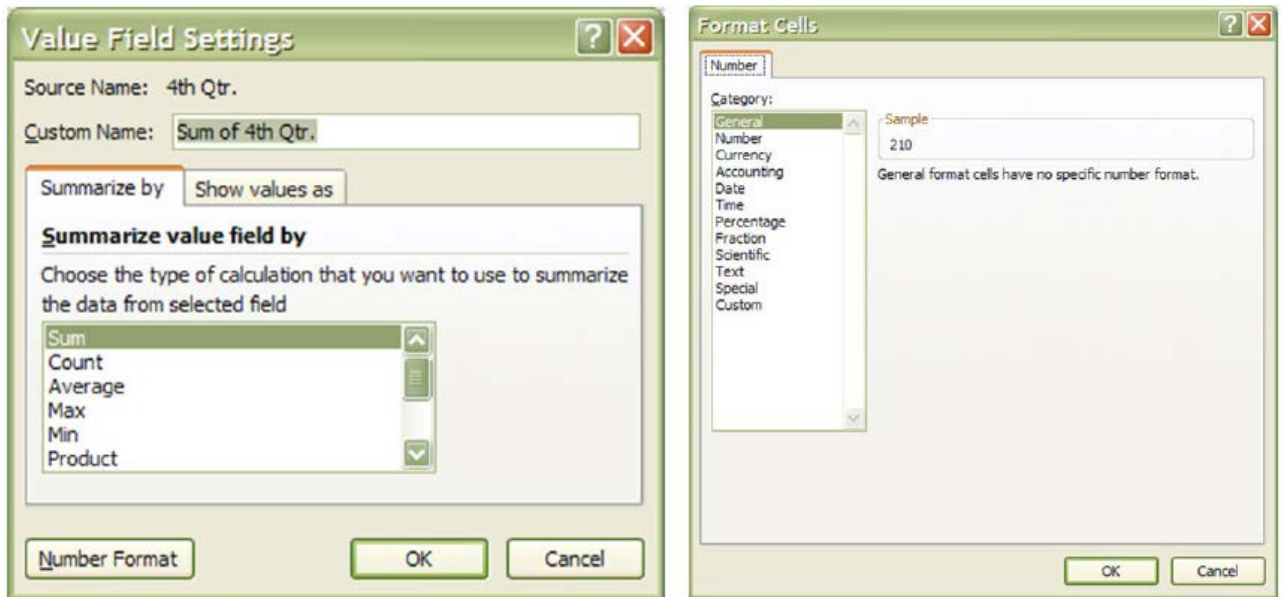 Value Field Settings
Source Name: 4th Qtr.
Custom Name: Sum of 4th Qtr.
Summarize by Show values as
Summarize value field by
Choose the type of calculation that you want to use to summarize
the data from selected field
Sum
Count
Average
Max
Min
Product
Number Format OK Cancel
Format Cells
Number
Category:
General
Number
Currency
Accounting
Date
Time
Percentage
Fraction
Scientific
Text
Special
Custom
Sample
210
General format cells have no specific number format.
OK Cancel